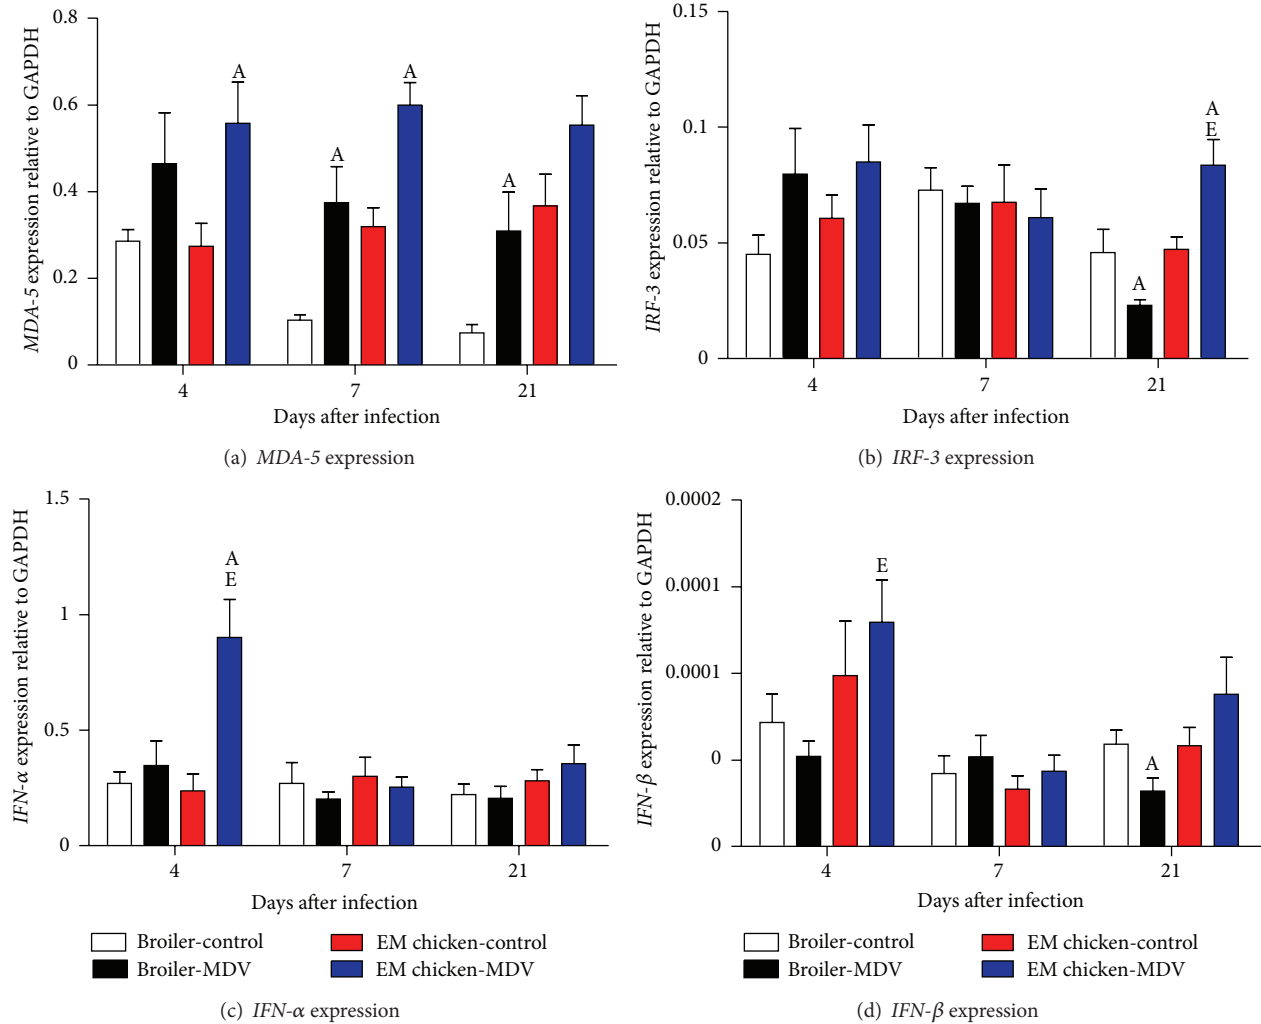 MDA-5 expression relative to GAPDH
0.8
0.6
0.4
0.2
0
A
A
A
A
4
7
21
Days after infection
(a) MDA-5 expression
IRF-3 expression relative to GAPDH
0.15
0.1
0.05
0
A
A
E
4
7
21
Days after infection
(b) IRF-3 expression
IFN-α expression relative to GAPDH
1.5
1
0.5
0
A
E
4
7
21
Days after infection
Broiler-control
Broiler-MDV
EM chicken-control
EM chicken-MDV
(c) IFN-α expression
IFN-β expression relative to GAPDH
0.0002
0.0001
0.0001
0
0
E
A
4
7
21
Days after infection
Broiler-control
Broiler-MDV
EM chicken-control
EM chicken-MDV
(d) IFN-β expression